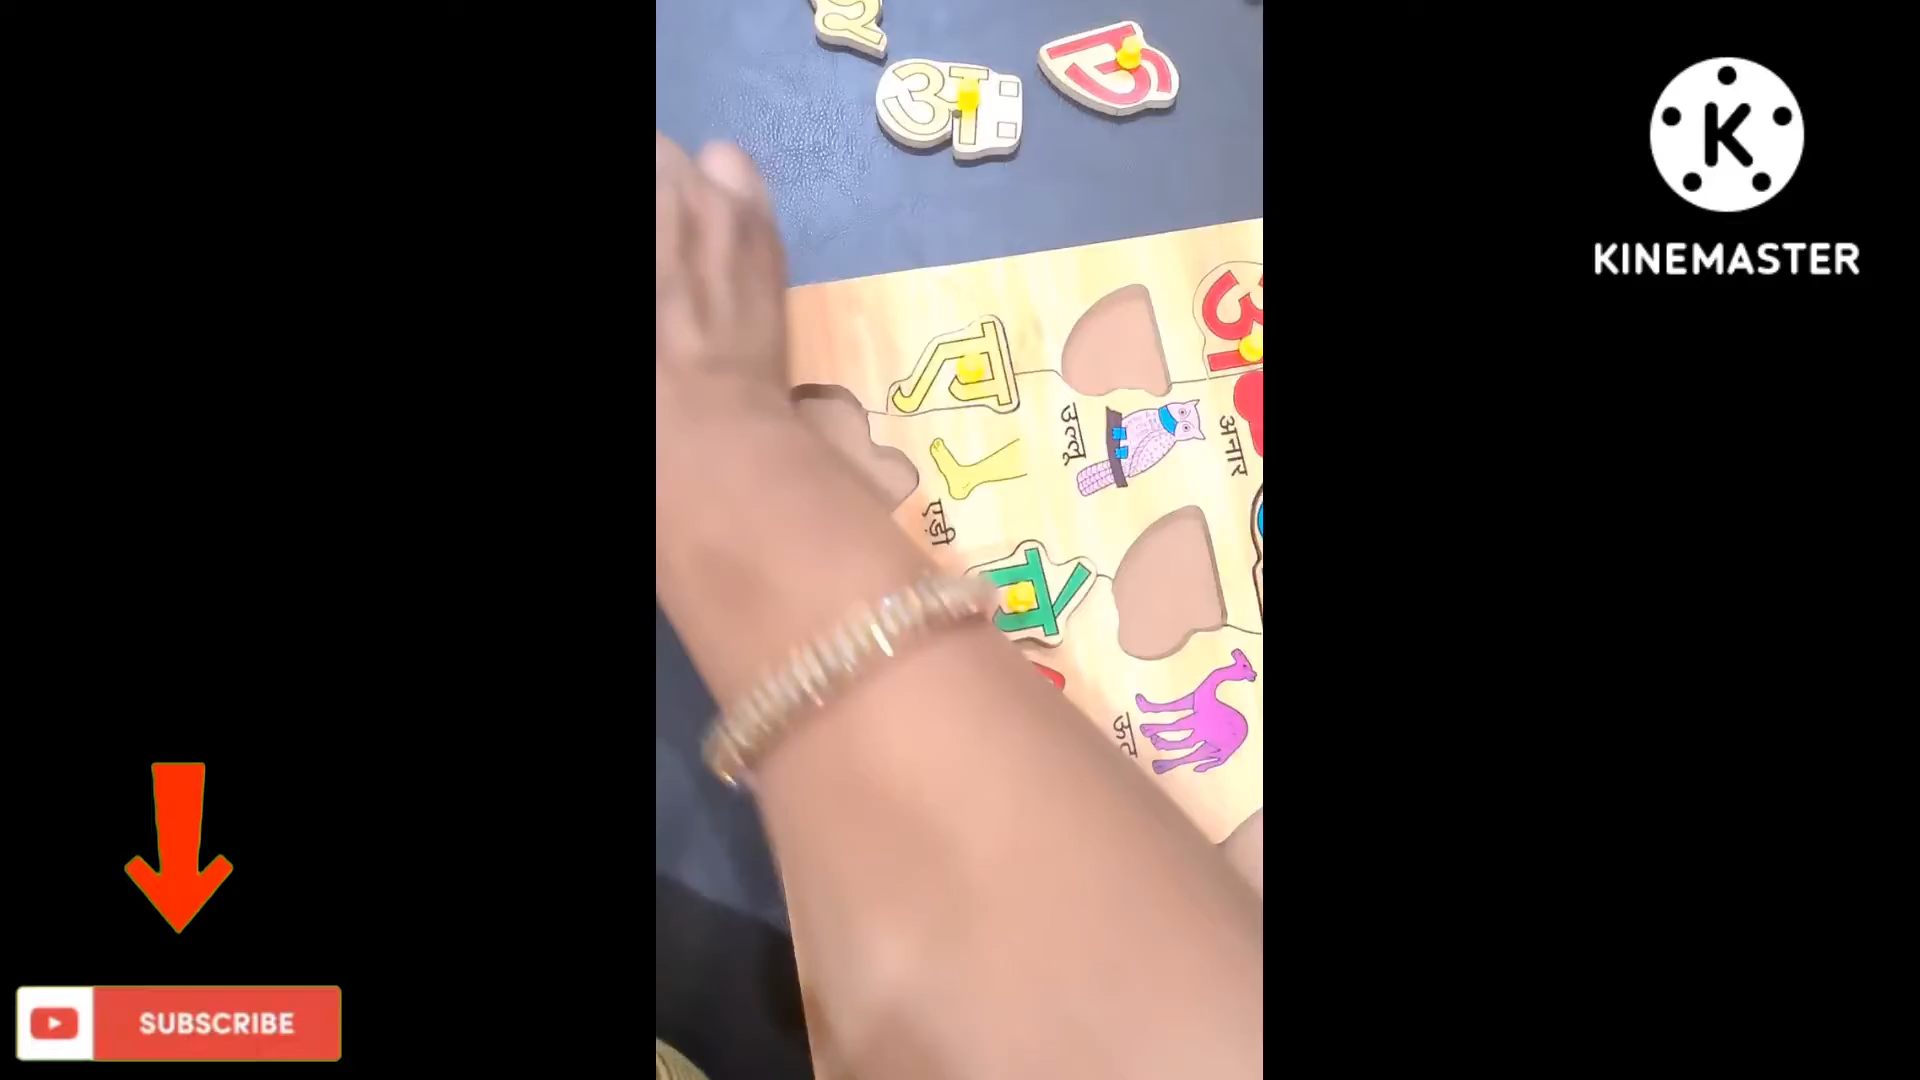 अः
उ
KINEMASTER
अ
ए
उल्लू
अनार
एड़ी
ऐ
SUBSCRIBE